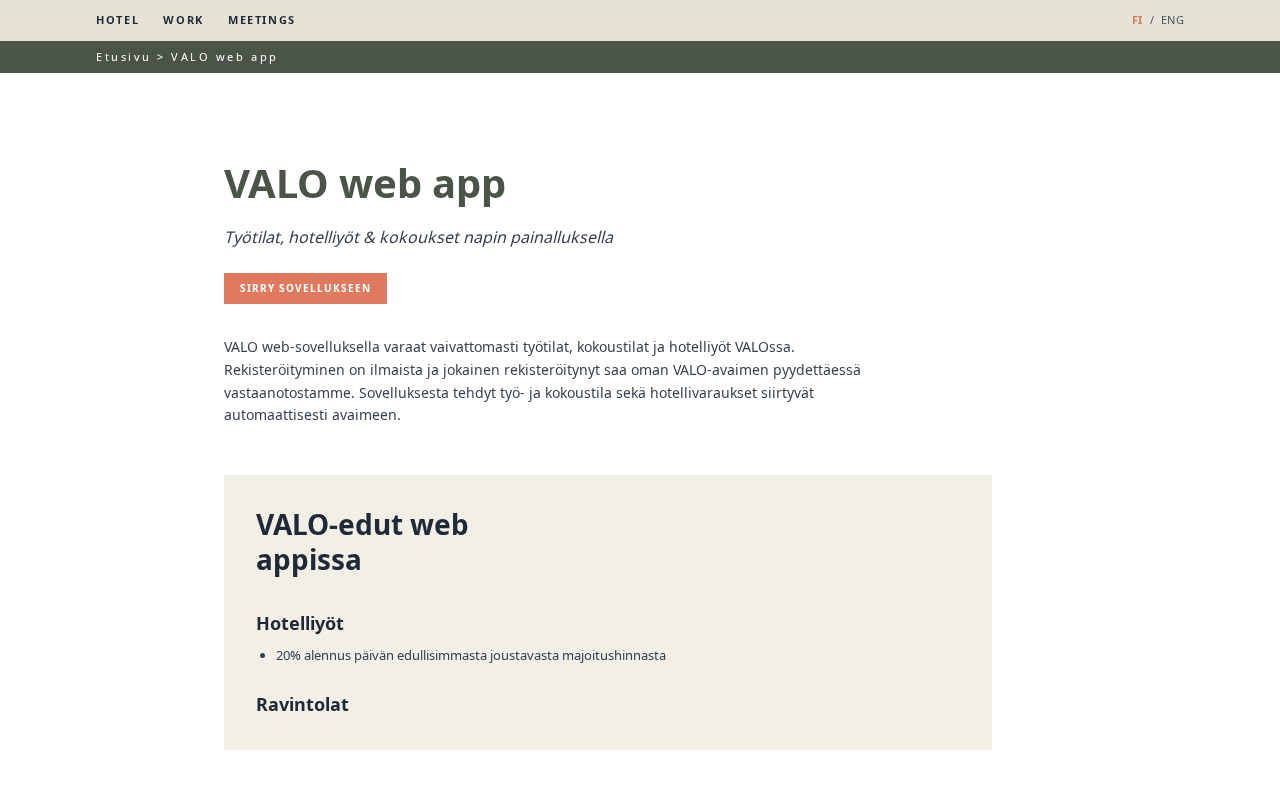 HOTEL WORK MEETINGS FI / ENG
Etusivu > VALO web app
VALO web app
Työtilat, hotelliyöt & kokoukset napin painalluksella
SIRRY SOVELLUKSEEN
VALO web-sovelluksella varaat vaivattomasti työtilat, kokoustilat ja hotelliyöt VALOssa.
Rekisteröityminen on ilmaista ja jokainen rekisteröitynyt saa oman VALO-avaimen pyydettäessä
vastaanotostamme. Sovelluksesta tehdyt työ- ja kokoustila sekä hotellivaraukset siirtyvät
automaattisesti avaimeen.
VALO-edut web
appissa
Hotelliyöt
• 20% alennus päivän edullisimmasta joustavasta majoitushinnasta
Ravintolat